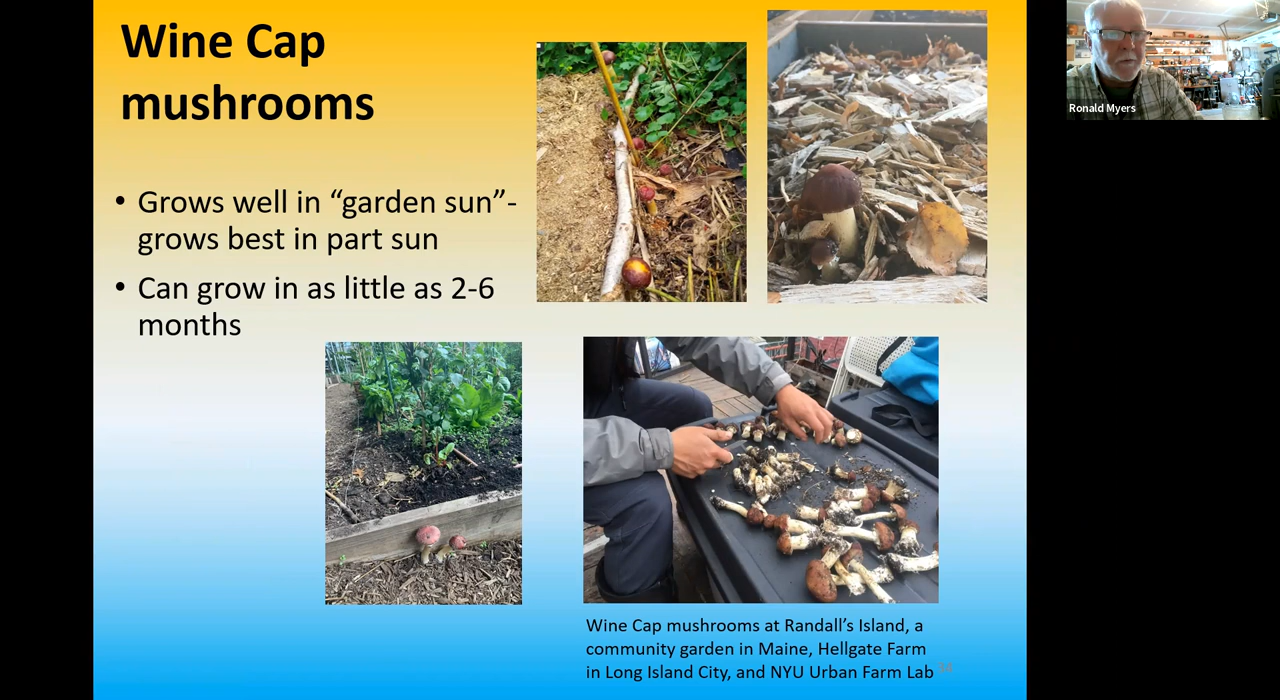 Wine Cap
mushrooms
• Grows well in “garden sun”-
grows best in part sun
• Can grow in as little as 2-6
months
Wine Cap mushrooms at Randall’s Island, a
community garden in Maine, Hellgate Farm
in Long Island City, and NYU Urban Farm Lab
Ronald Myers